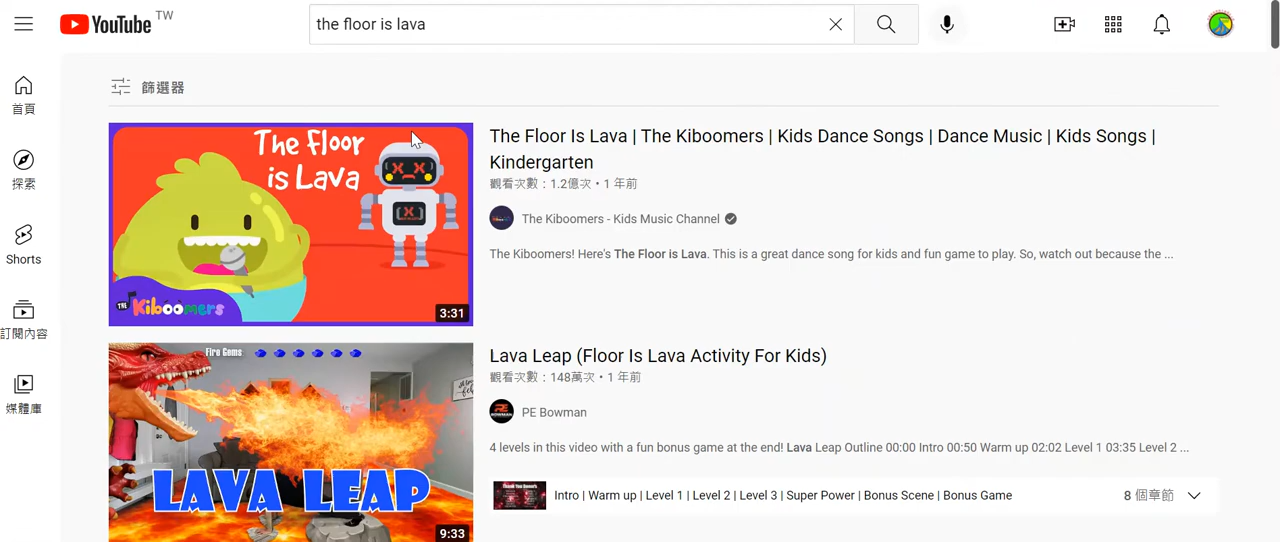 YouTube TW
the floor is lava
首頁
探索
Shorts
訂閱內容
媒體庫
篩選器
The Floor
is Lava
THE Kiboomers
3:31
The Floor Is Lava | The Kiboomers | Kids Dance Songs | Dance Music | Kids Songs |
Kindergarten
觀看次數：1.2億次・1 年前
The Kiboomers - Kids Music Channel
The Kiboomers! Here's The Floor is Lava. This is a great dance song for kids and fun game to play. So, watch out because the ...
Fire Gems
LAVA LEAP
9:33
Lava Leap (Floor Is Lava Activity For Kids)
觀看次數：148萬次・1 年前
PE BOWMAN
PE Bowman
4 levels in this video with a fun bonus game at the end! Lava Leap Outline 00:00 Intro 00:50 Warm up 02:02 Level 1 03:35 Level 2 ...
Intro | Warm up | Level 1 | Level 2 | Level 3 | Super Power | Bonus Scene | Bonus Game
8 個章節